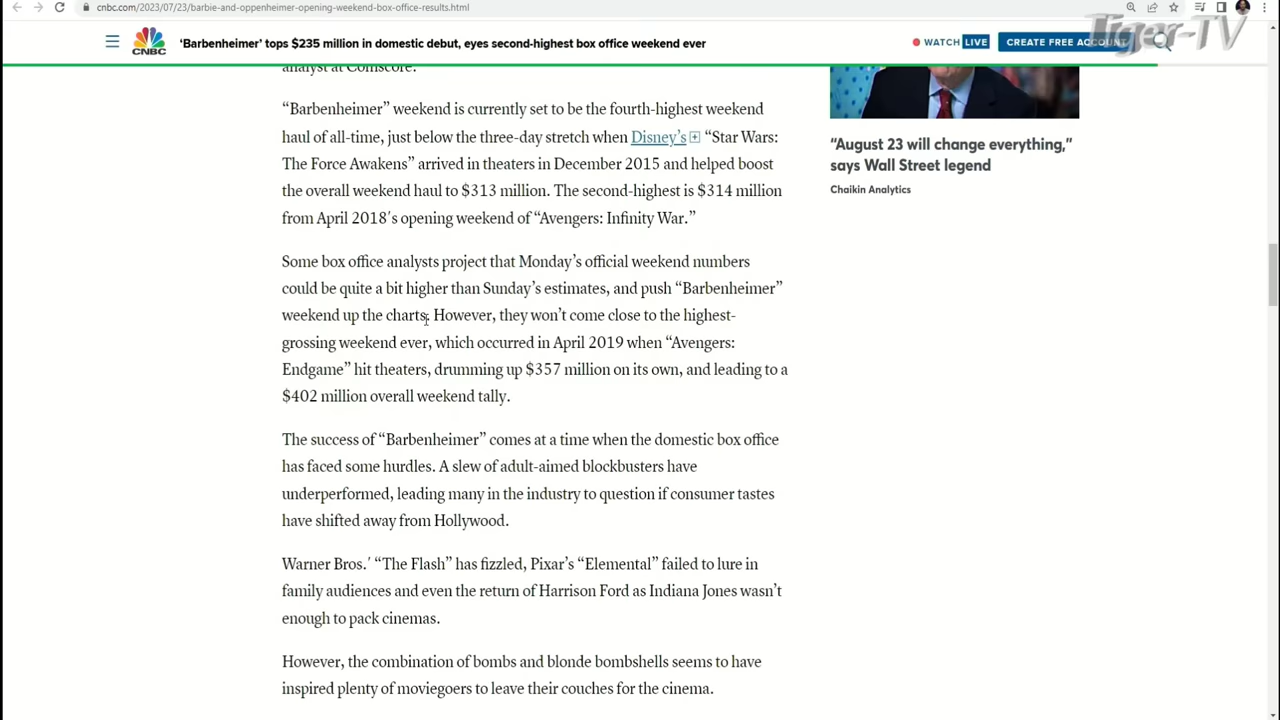 cnbc.com/2023/07/23/barbie-and-oppenheimer-opening-weekend-box-office-results.html
Tiger-TV
CNBC
‘Barbenheimer’ tops $235 million in domestic debut, eyes second-highest box office weekend ever
WATCH LIVE
CREATE FREE ACCOUNT
analyst at Comscore.
“Barbenheimer” weekend is currently set to be the fourth-highest weekend
haul of all-time, just below the three-day stretch when Disney’s “Star Wars:
The Force Awakens” arrived in theaters in December 2015 and helped boost
the overall weekend haul to $313 million. The second-highest is $314 million
from April 2018′s opening weekend of “Avengers: Infinity War.”
Some box office analysts project that Monday’s official weekend numbers
could be quite a bit higher than Sunday’s estimates, and push “Barbenheimer”
weekend up the charts. However, they won’t come close to the highest-
grossing weekend ever, which occurred in April 2019 when “Avengers:
Endgame” hit theaters, drumming up $357 million on its own, and leading to a
$402 million overall weekend tally.
The success of “Barbenheimer” comes at a time when the domestic box office
has faced some hurdles. A slew of adult-aimed blockbusters have
underperformed, leading many in the industry to question if consumer tastes
have shifted away from Hollywood.
Warner Bros.′ “The Flash” has fizzled, Pixar’s “Elemental” failed to lure in
family audiences and even the return of Harrison Ford as Indiana Jones wasn’t
enough to pack cinemas.
However, the combination of bombs and blonde bombshells seems to have
inspired plenty of moviegoers to leave their couches for the cinema.
“August 23 will change everything,”
says Wall Street legend
Chaikin Analytics